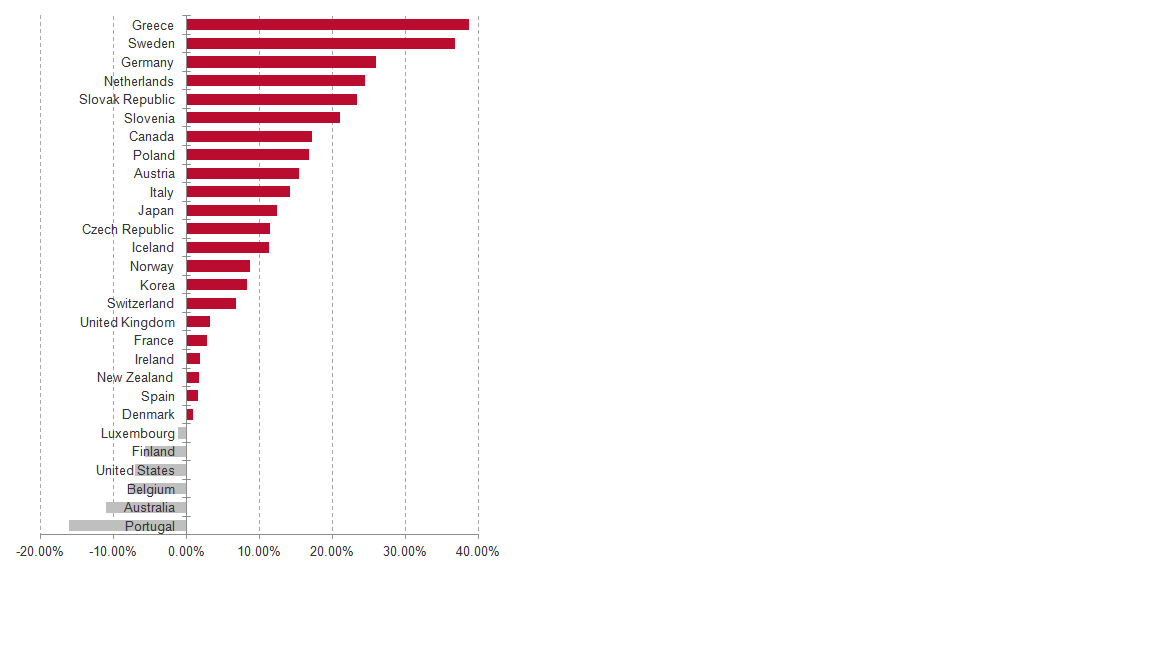 Greece
Sweden
Germany
Netherlands
Slovak Republic
Slovenia
Canada
Poland
Austria
Italy
Japan
Czech Republic
Iceland
Norway
Korea
Switzerland
United Kingdom
France
Ireland
New Zealand
Spain
Denmark
Luxembourg
Finland
United States
Belgium
Australia
Portugal
-20.00% -10.00% 0.00% 10.00% 20.00% 30.00% 40.00%